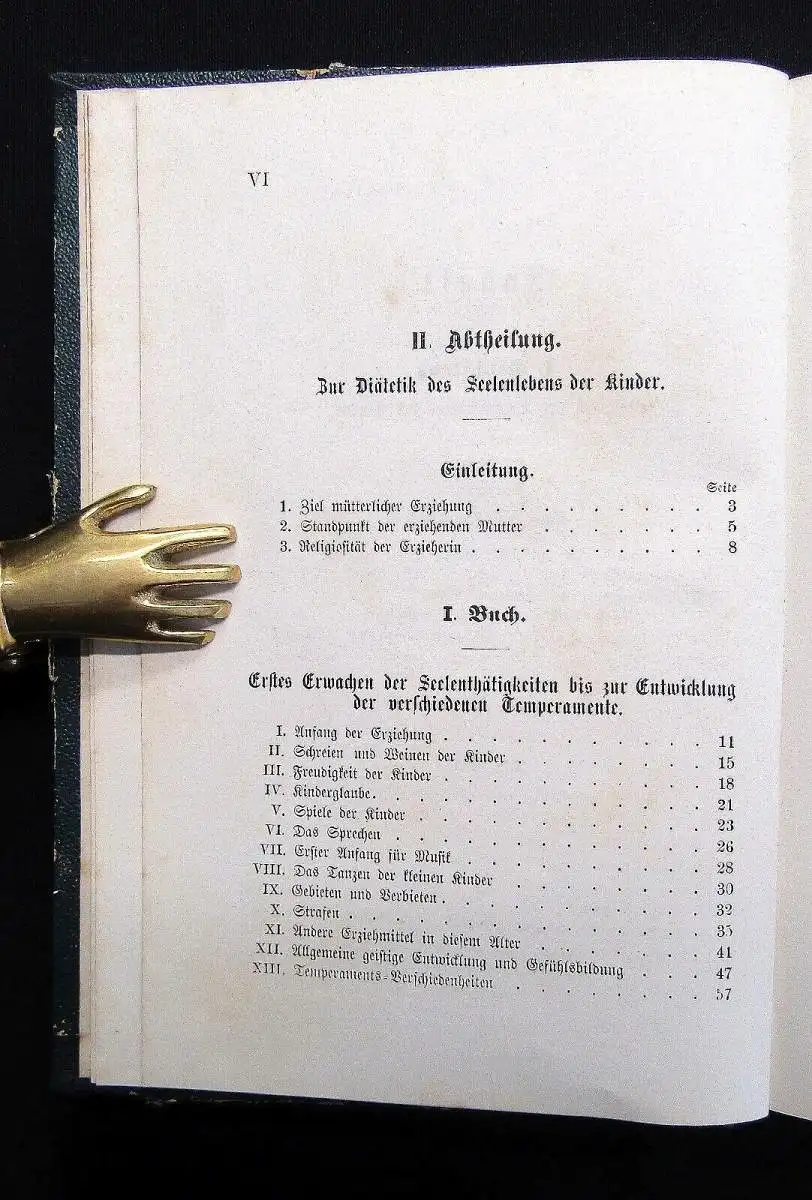 VI
II. Abtheilung.
Zur Diätetik des Seelenlebens der Kinder.
Einleitung.
Seite
1. Ziel mütterlicher Erziehung . . . . . . . . . 3
2. Standpunkt der erziehenden Mutter . . . . . . . 5
3. Religiosität der Erzieherin . . . . . . . . . . 8
I. Buch.
Erstes Erwachen der Seelenthätigkeiten bis zur Entwicklung
der verschiedenen Temperamente.
I. Anfang der Erziehung . . . . . . . . . . . 11
II. Schreien und Weinen der Kinder . . . . . . . . 15
III. Freudigkeit der Kinder . . . . . . . . . . . 18
IV. Kinderglaube. . . . . . . . . . . . . . 21
V. Spiele der Kinder . . . . . . . . . . . . 23
VI. Das Sprechen . . . . . . . . . . . . . 26
VII. Erster Anfang für Musik . . . . . . . . . . 28
VIII. Das Tanzen der kleinen Kinder . . . . . . . . 30
IX. Gebieten und Verbieten . . . . . . . . . . . 32
X. Strafen . . . . . . . . . . . . . . 35
XI. Andere Erziehmittel in diesem Alter . . . . . . . 41
XII. Allgemeine geistige Entwicklung und Gefühlsbildung . . . 47
XIII. Temperaments-Verschiedenheiten . . . . . . . . 57